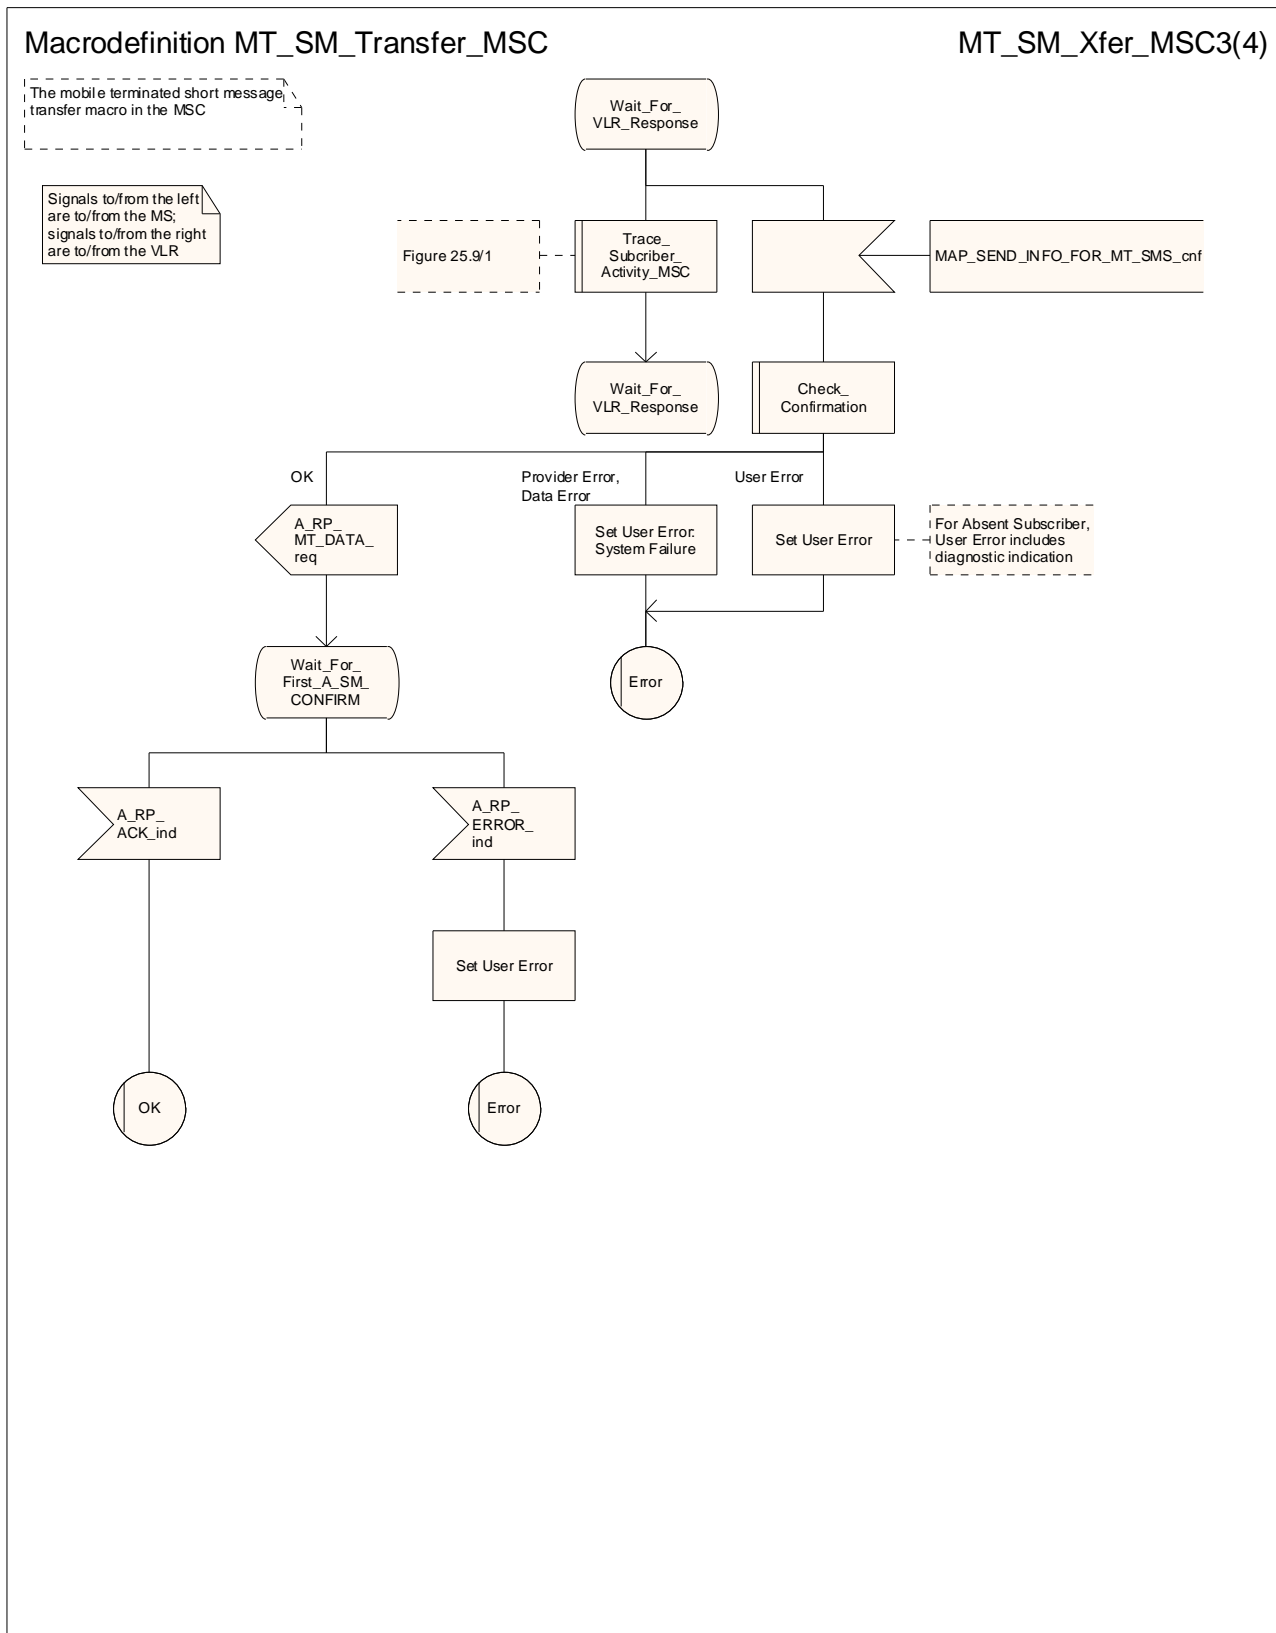 Macrodefinition MT_SM_Transfer_MSC
MT_SM_Xfer_MSC3(4)
The mobile terminated short message
transfer macro in the MSC
Wait_For_
VLR_Response
Signals to/from the left
are to/from the MS;
signals to/from the right
are to/from the VLR
Figure 25.9/1
Trace_
Subcriber_
Activity_MSC
MAP_SEND_INFO_FOR_MT_SMS_cnf
Wait_For_
VLR_Response
Check_
Confirmation
OK
Provider Error,
Data Error
User Error
A_RP_
MT_DATA_
req
Set User Error:
System Failure
Set User Error
For Absent Subscriber,
User Error includes
diagnostic indication
Wait_For_
First_A_SM_
CONFIRM
Error
A_RP_
ACK_ind
A_RP_
ERROR_
ind
Set User Error
OK
Error